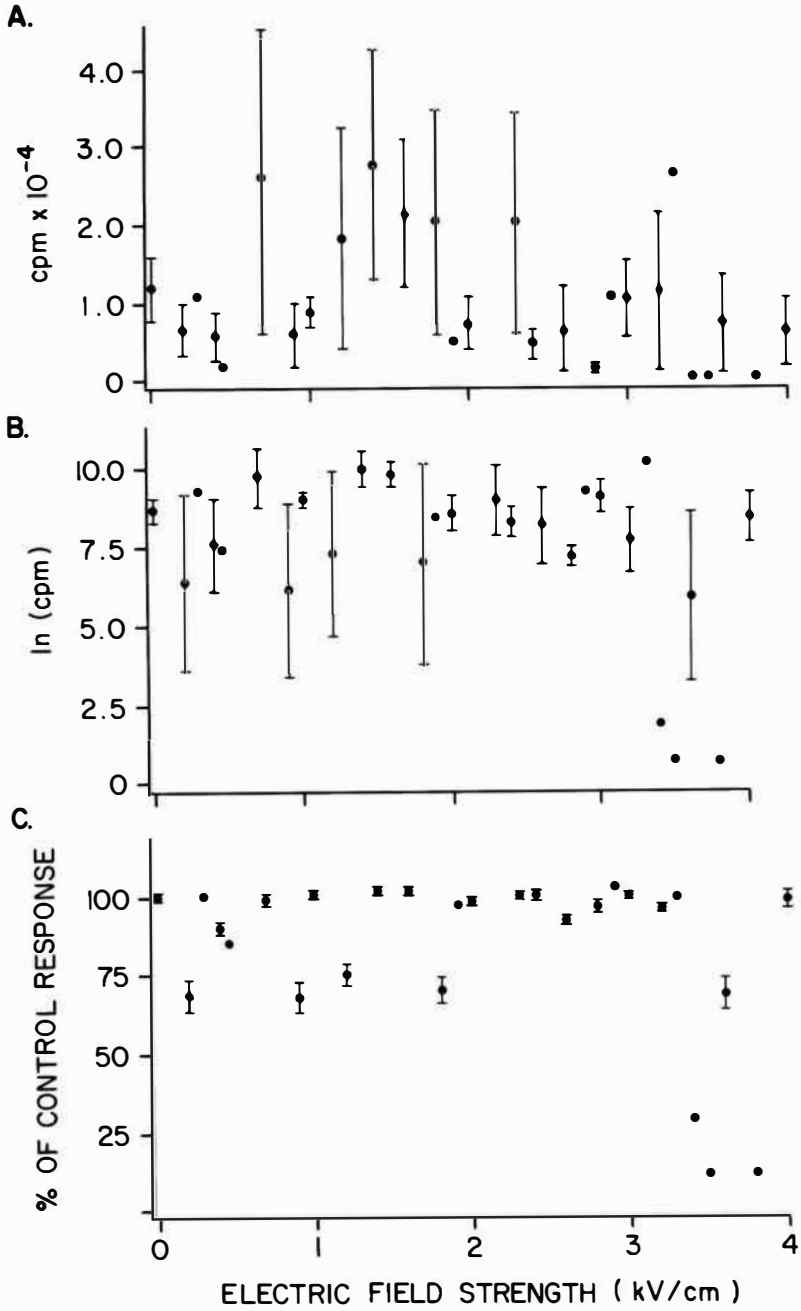 A.
4.0
3.0
2.0
1.0
0
cpm x 10⁻⁴
B.
10.0
7.5
5.0
2.5
0
ln (cpm)
C.
100
75
50
25
% OF CONTROL RESPONSE
0 1 2 3 4
ELECTRIC FIELD STRENGTH ( kV/cm )